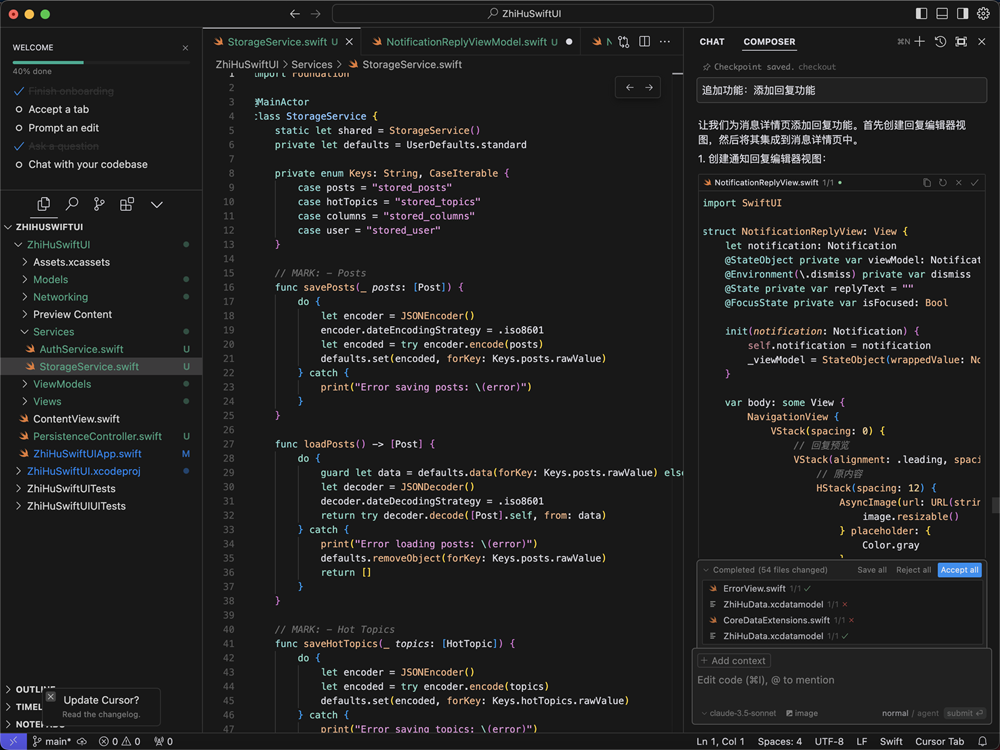 ZhiHuSwiftUI
WELCOME
40% done
Finish onboarding
Accept a tab
Prompt an edit
Ask a question
Chat with your codebase
ZHIHUSWIFTUI
ZhiHuSwiftUI
Assets.xcassets
Models
Networking
Preview Content
Services
AuthService.swift U
StorageService.swift U
ViewModels
Views
ContentView.swift
PersistenceController.swift U
ZhiHuSwiftUIApp.swift M
ZhiHuSwiftUI.xcodeproj
ZhiHuSwiftUITests
ZhiHuSwiftUIUITests
OUTLINE
TIMEL
NOTEPADS
Update Cursor?
Read the changelog.
StorageService.swift U
NotificationReplyViewModel.swift U
N
ZhiHuSwiftUI > Services > StorageService.swift
1 import Foundation
2
3 MainActor
4 :lass StorageService {
5 static let shared = StorageService()
6 private let defaults = UserDefaults.standard
7
8 private enum Keys: String, CaseIterable {
9 case posts = "stored_posts"
10 case hotTopics = "stored_topics"
11 case columns = "stored_columns"
12 case user = "stored_user"
13 }
14
15 // MARK: - Posts
16 func savePosts(_ posts: [Post]) {
17 do {
18 let encoder = JSONEncoder()
19 encoder.dateEncodingStrategy = .iso8601
20 let encoded = try encoder.encode(posts)
21 defaults.set(encoded, forKey: Keys.posts.rawValue)
22 } catch {
23 print("Error saving posts: \(error)")
24 }
25 }
26
27 func loadPosts() -> [Post] {
28 do {
29 guard let data = defaults.data(forKey: Keys.posts.rawValue) else
30 let decoder = JSONDecoder()
31 decoder.dateDecodingStrategy = .iso8601
32 return try decoder.decode([Post].self, from: data)
33 } catch {
34 print("Error loading posts: \(error)")
35 defaults.removeObject(forKey: Keys.posts.rawValue)
36 return []
37 }
38 }
39
40 // MARK: - Hot Topics
41 func saveHotTopics(_ topics: [HotTopic]) {
42 do {
43 let encoder = JSONEncoder()
44 let encoded = try encoder.encode(topics)
45 defaults.set(encoded, forKey: Keys.hotTopics.rawValue)
46 } catch {
47 print("Error saving topics: \(error)")
CHAT COMPOSER ⌘N
Checkpoint saved. checkout
追加功能：添加回复功能
让我们为消息详情页添加回复功能。首先创建回复编辑器视
图，然后将其集成到消息详情页中。
1. 创建通知回复编辑器视图：
NotificationReplyView.swift 1/1
import SwiftUI
struct NotificationReplyView: View {
let notification: Notification
@StateObject private var viewModel: Notificat
@Environment(\.dismiss) private var dismiss
@State private var replyText = ""
@FocusState private var isFocused: Bool
init(notification: Notification) {
self.notification = notification
_viewModel = StateObject(wrappedValue: No
}
var body: some View {
NavigationView {
VStack(spacing: 0) {
// 回复预览
VStack(alignment: .leading, spaci
// 原内容
HStack(spacing: 12) {
AsyncImage(url: URL(strin
image.resizable()
} placeholder: {
Color.gray
Completed (54 files changed) Save all Reject all Accept all
ErrorView.swift 1/1
ZhiHuData.xcdatamodel 1/1
CoreDataExtensions.swift 1/1
ZhiHuData.xcdatamodel 1/1
+ Add context
Edit code (⌘I), @ to mention
claude-3.5-sonnet image normal / agent submit
main* 0 0 0
Ln 1, Col 1 Spaces: 4 UTF-8 LF Swift Cursor Tab